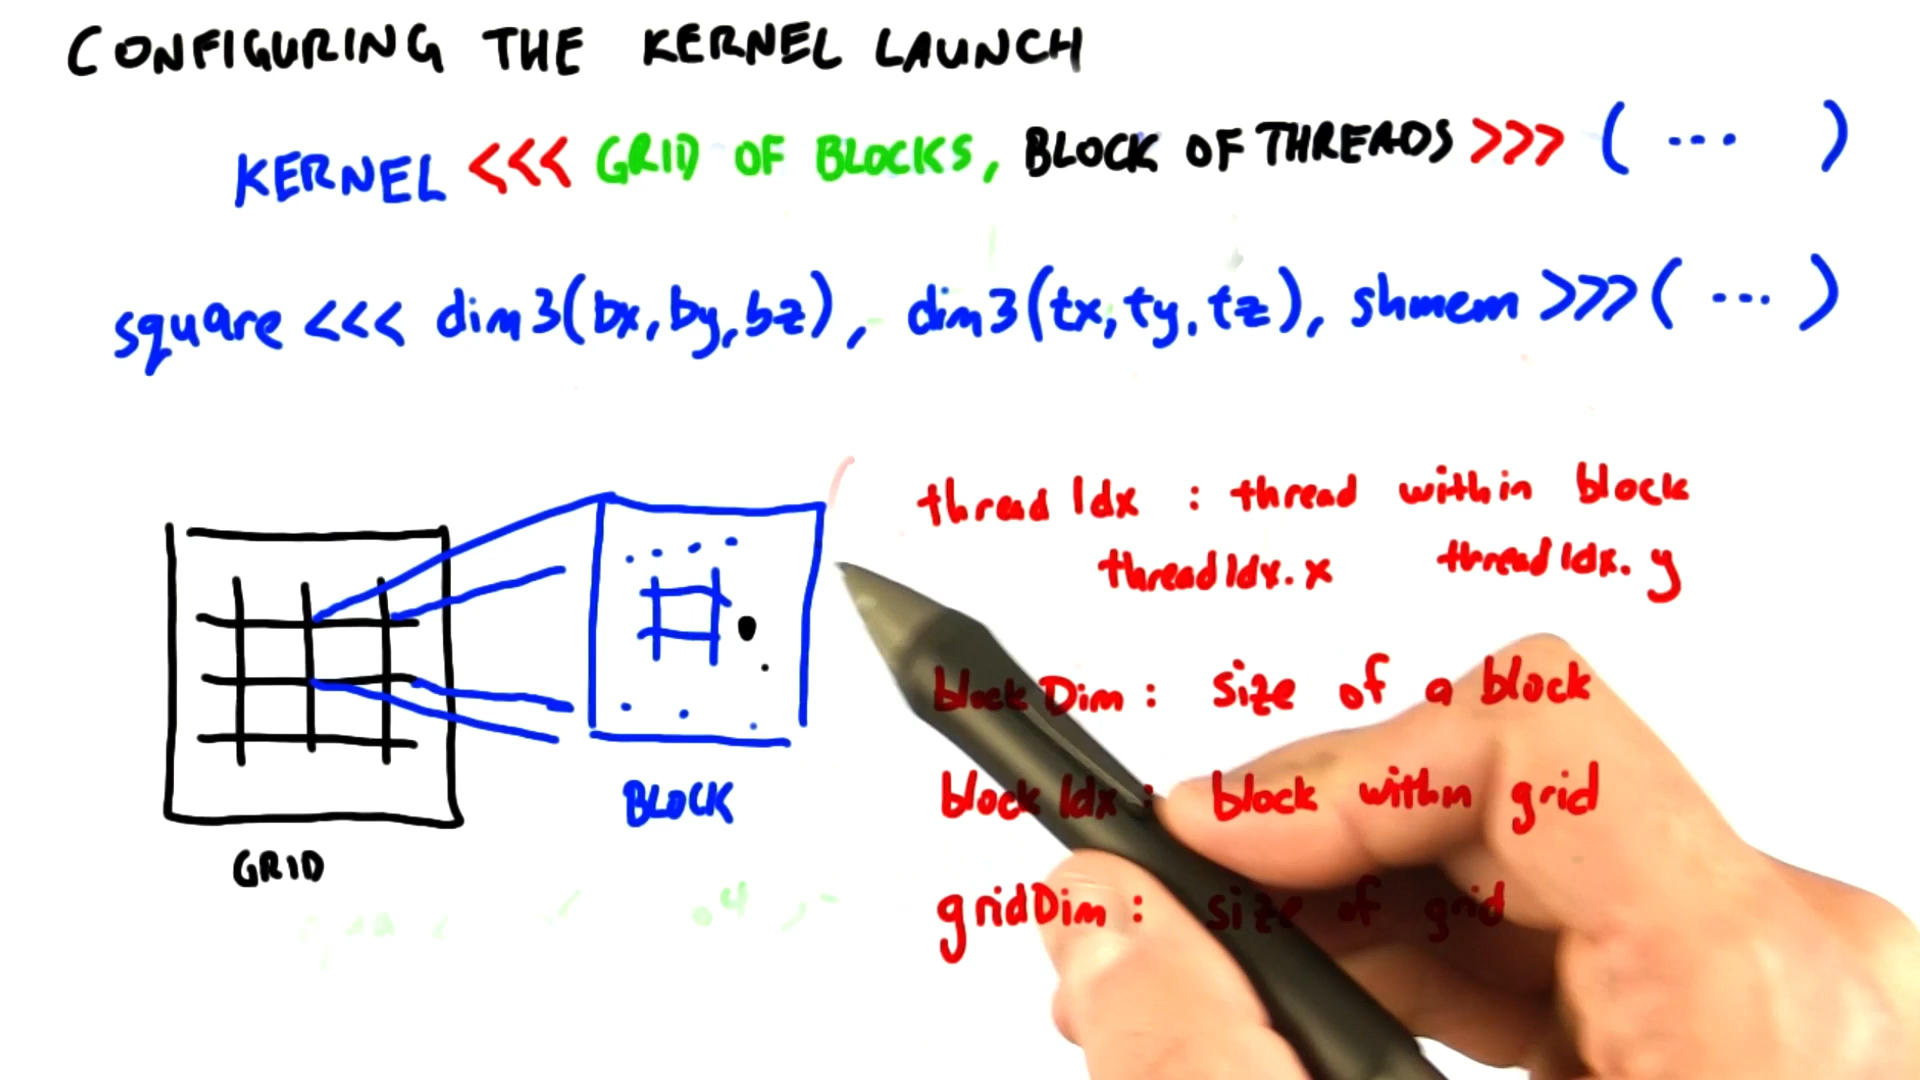 CONFIGURING THE KERNEL LAUNCH
KERNEL <<< GRID OF BLOCKS, BLOCK OF THREADS >>> ( ... )
square <<< dim3(bx, by, bz), dim3(tx, ty, tz), shmem >>> ( ... )
threadIdx : thread within block
threadIdx.x threadIdx.y
blockDim : size of a block
blockIdx : block within grid
gridDim : size of grid
BLOCK
GRID